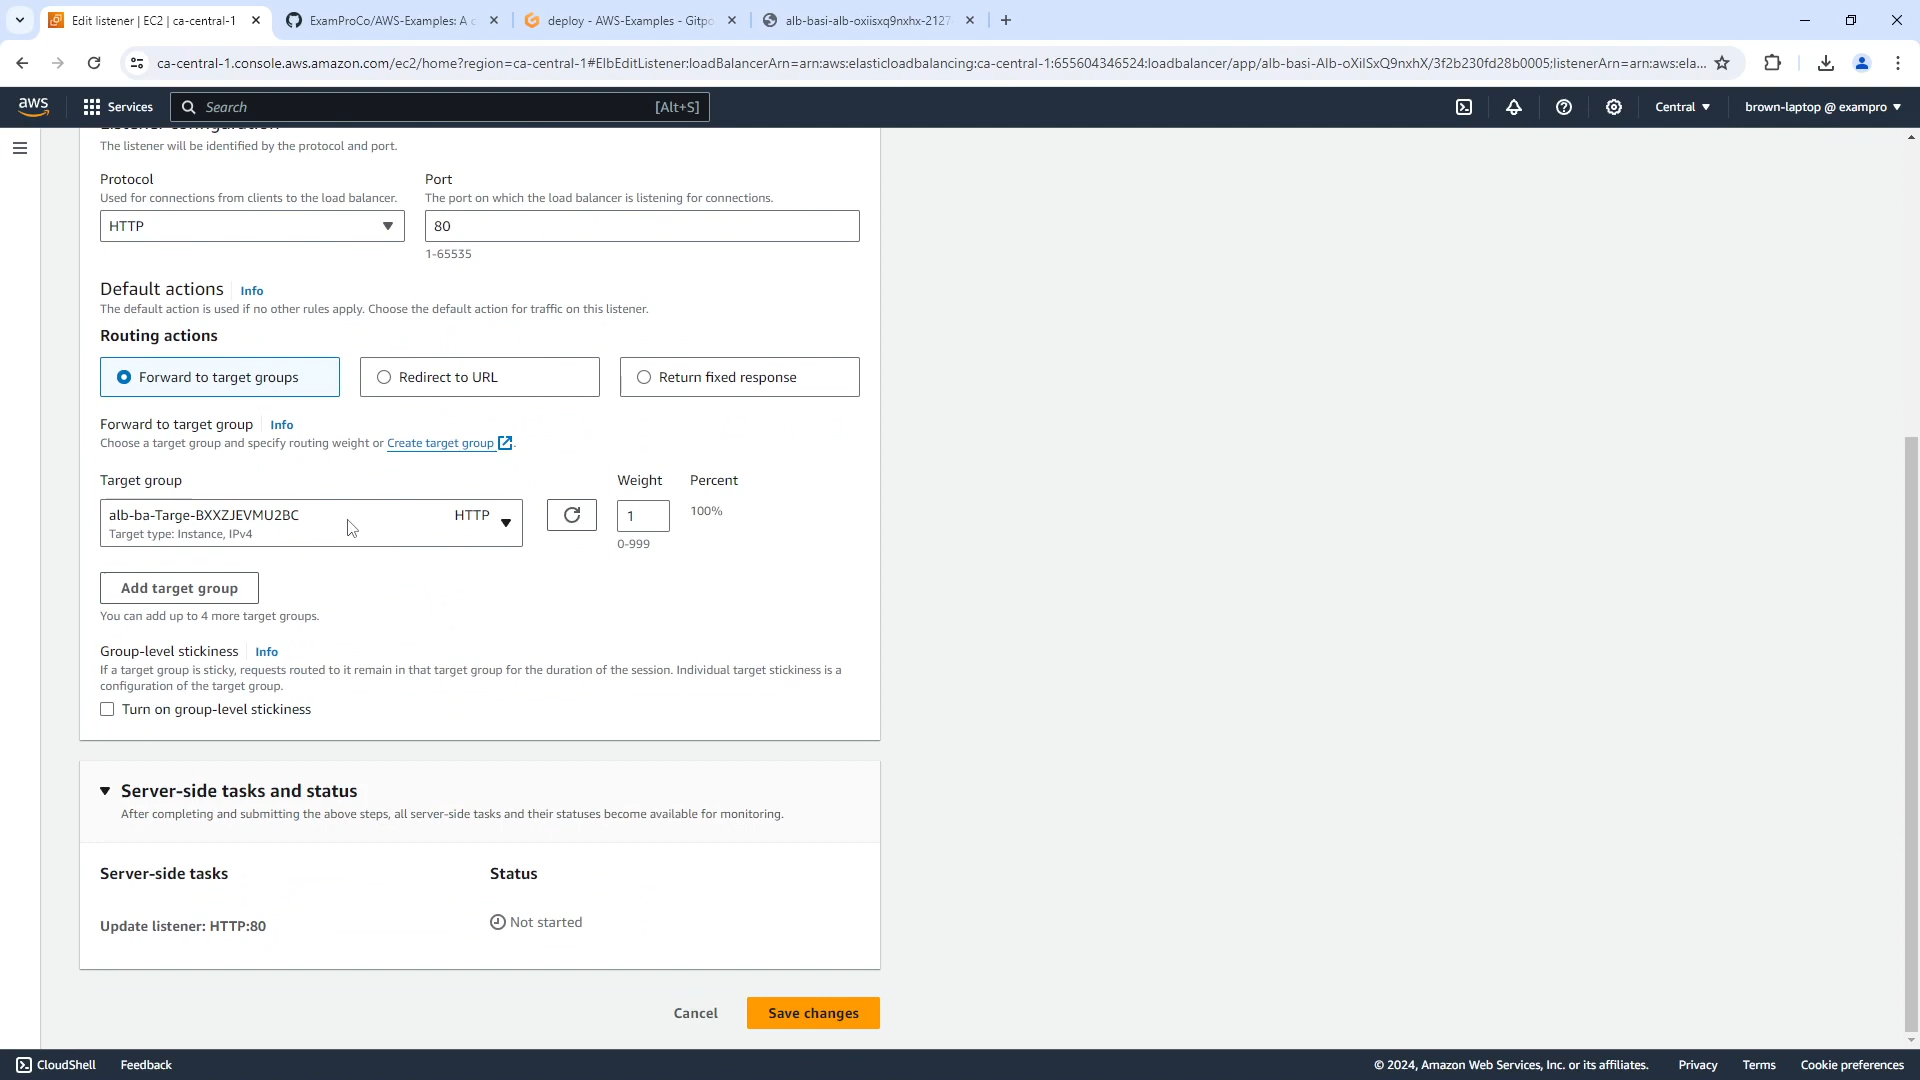 Edit listener | EC2 | ca-central-1
ExamProCo/AWS-Examples: A c
deploy - AWS-Examples - Gitpo
alb-basi-alb-oxiisxq9nxhx-2127
ca-central-1.console.aws.amazon.com/ec2/home?region=ca-central-1#ElbEditListener:loadBalancerArn=arn:aws:elasticloadbalancing:ca-central-1:655604346524:loadbalancer/app/alb-basi-Alb-oXiISxQ9nxhX/3f2b230fd28b0005;listenerArn=arn:aws:ela...
aws
Services
Search
[Alt+S]
Central
brown-laptop @ exampro
Listener configuration
The listener will be identified by the protocol and port.
Protocol
Used for connections from clients to the load balancer.
HTTP
Port
The port on which the load balancer is listening for connections.
80
1-65535
Default actions
Info
The default action is used if no other rules apply. Choose the default action for traffic on this listener.
Routing actions
Forward to target groups
Redirect to URL
Return fixed response
Forward to target group
Info
Choose a target group and specify routing weight or Create target group.
Target group
Weight
Percent
alb-ba-Targe-BXXZJEVMU2BC
HTTP
Target type: Instance, IPv4
1
0-999
100%
Add target group
You can add up to 4 more target groups.
Group-level stickiness
Info
If a target group is sticky, requests routed to it remain in that target group for the duration of the session. Individual target stickiness is a
configuration of the target group.
Turn on group-level stickiness
Server-side tasks and status
After completing and submitting the above steps, all server-side tasks and their statuses become available for monitoring.
Server-side tasks
Status
Update listener: HTTP:80
Not started
Cancel
Save changes
CloudShell
Feedback
© 2024, Amazon Web Services, Inc. or its affiliates.
Privacy
Terms
Cookie preferences